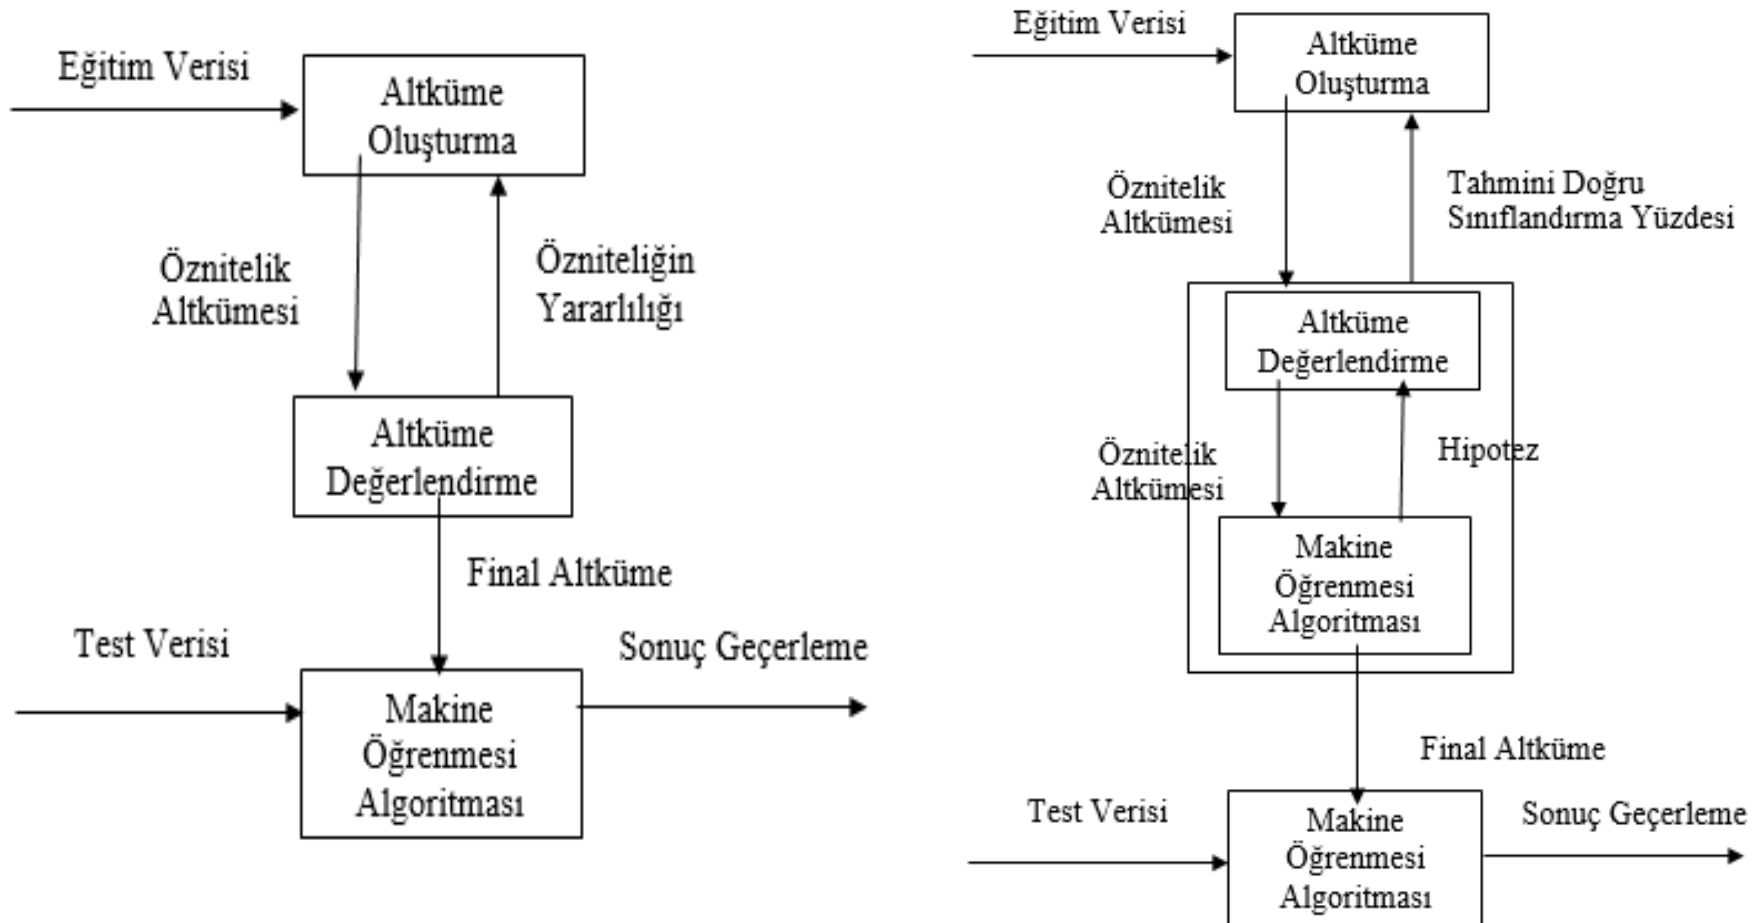 Eğitim Verisi
Altküme
Oluşturma
Öznitelik
Altkümesi
Özniteliğin
Yararlılığı
Altküme
Değerlendirme
Final Altküme
Test Verisi
Sonuç Geçerleme
Makine
Öğrenmesi
Algoritması
Eğitim Verisi
Altküme
Oluşturma
Öznitelik
Altkümesi
Tahmini Doğru
Sınıflandırma Yüzdesi
Altküme
Değerlendirme
Öznitelik
Altkümesi
Hipotez
Makine
Öğrenmesi
Algoritması
Final Altküme
Test Verisi
Makine
Öğrenmesi
Algoritması
Sonuç Geçerleme